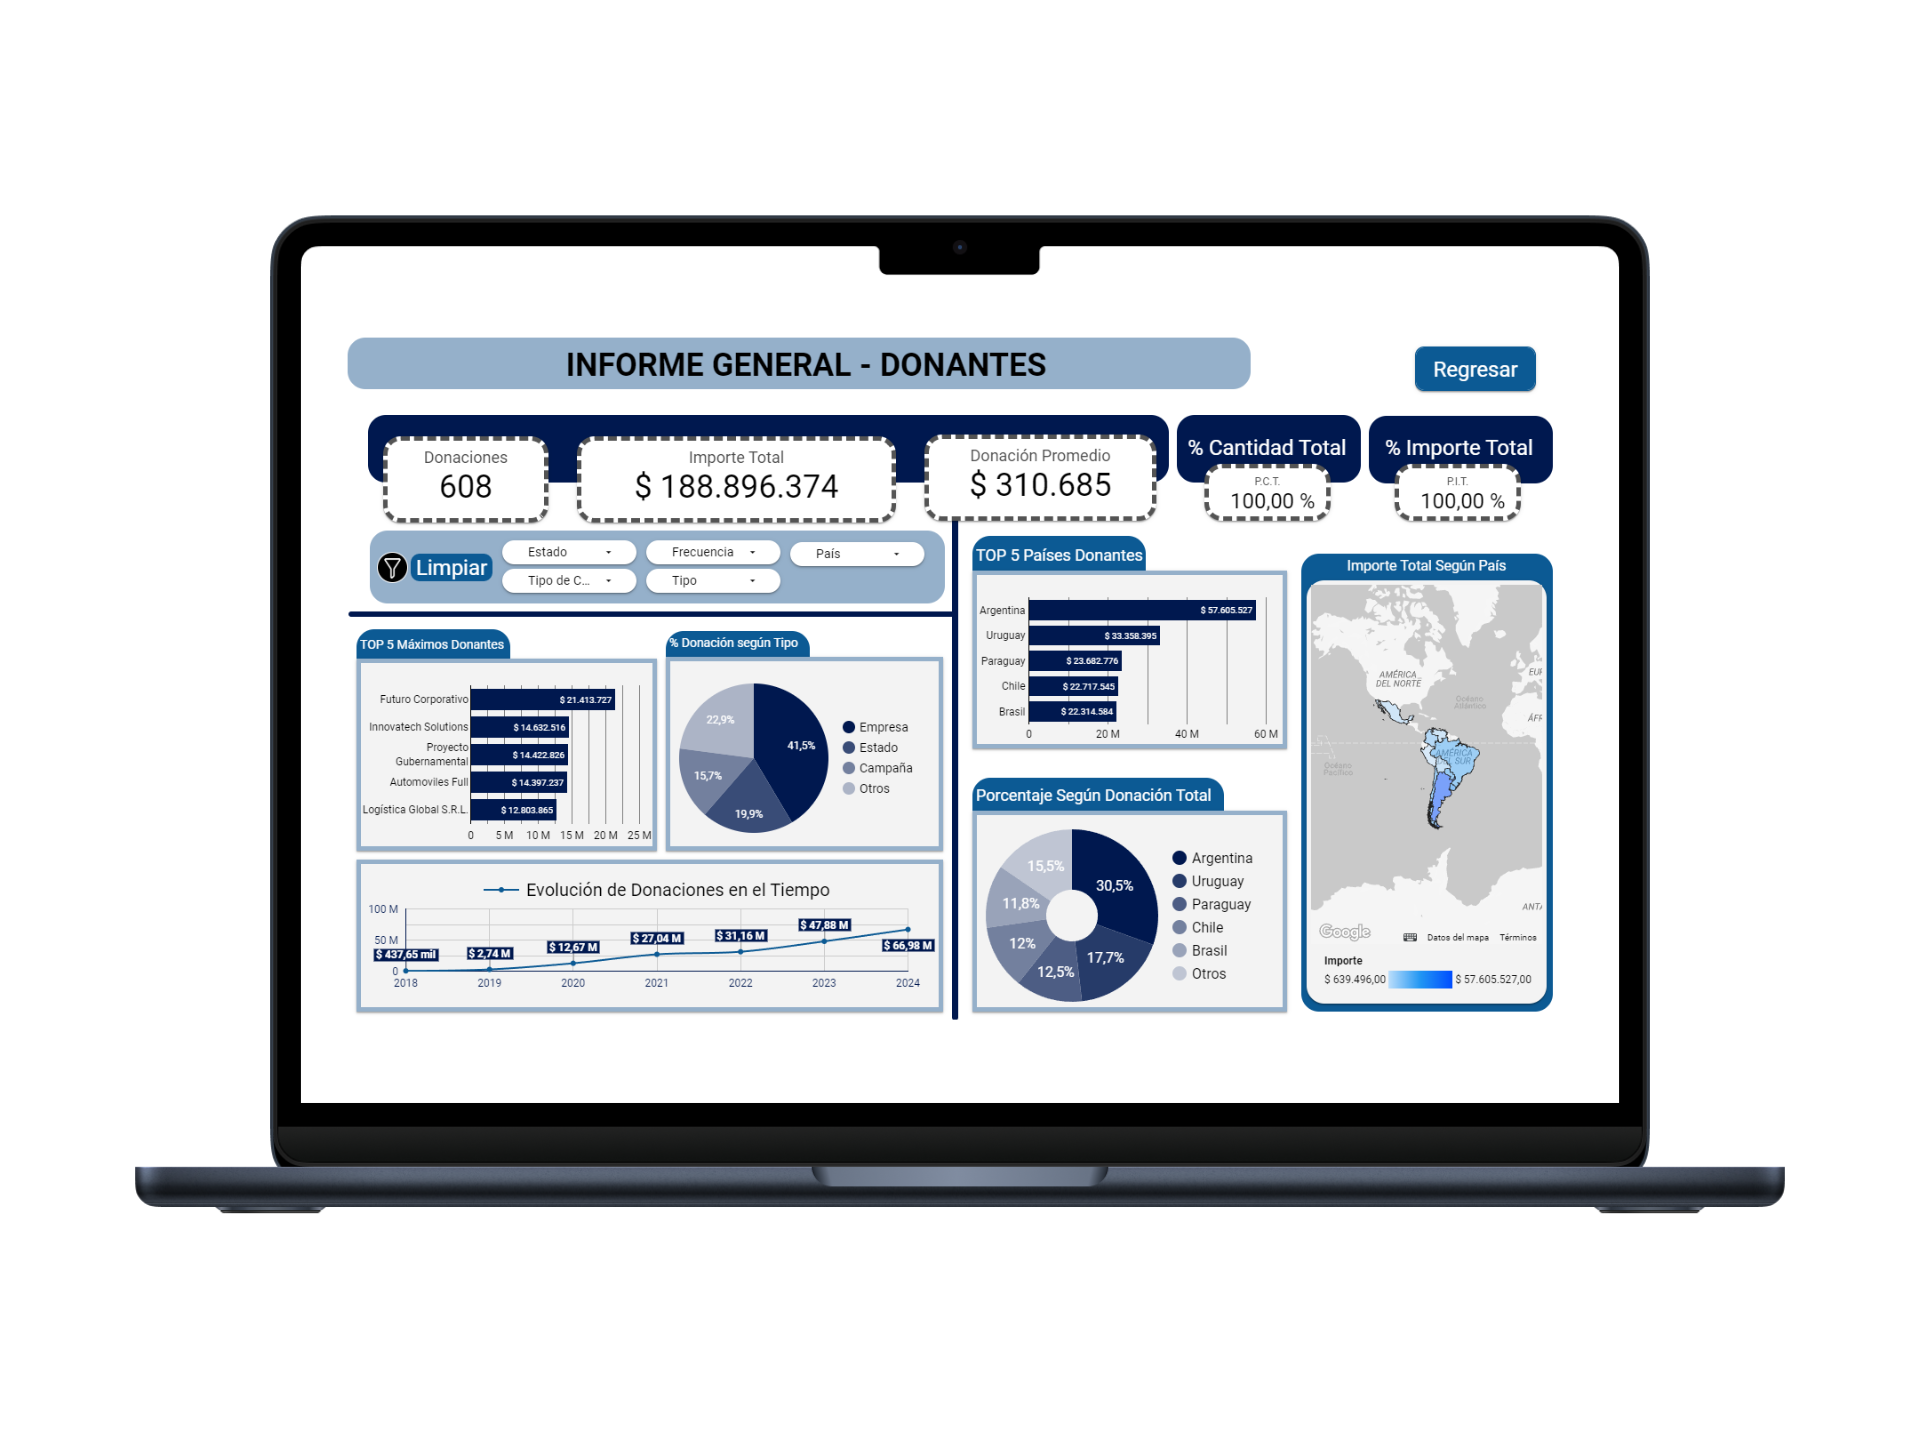 INFORME GENERAL - DONANTES
Regresar
Donaciones
608
Importe Total
$ 188.896.374
Donación Promedio
$ 310.685
% Cantidad Total
P.C.T.
100,00 %
% Importe Total
P.I.T.
100,00 %
Limpiar
Estado
Frecuencia
País
Tipo de C...
Tipo
TOP 5 Máximos Donantes
Futuro Corporativo
$ 21.413.727
Innovatech Solutions
$ 14.632.516
Proyecto
Gubernamental
$ 14.422.826
Automoviles Full
$ 14.397.237
Logística Global S.R.L.
$ 12.803.865
0 5 M 10 M 15 M 20 M 25 M
% Donación según Tipo
22,9%
41,5%
15,7%
19,9%
Empresa
Estado
Campaña
Otros
Evolución de Donaciones en el Tiempo
100 M
50 M
0
$ 437,65 mil
$ 2,74 M
$ 12,67 M
$ 27,04 M
$ 31,16 M
$ 47,88 M
$ 66,98 M
2018 2019 2020 2021 2022 2023 2024
TOP 5 Países Donantes
Argentina
$ 57.605.527
Uruguay
$ 33.358.395
Paraguay
$ 23.682.776
Chile
$ 22.717.545
Brasil
$ 22.314.584
0 20 M 40 M 60 M
Porcentaje Según Donación Total
15,5%
30,5%
11,8%
12%
12,5%
17,7%
Argentina
Uruguay
Paraguay
Chile
Brasil
Otros
Importe Total Según País
AMÉRICA
DEL NORTE
Océano
Atlántico
EU
ÁFR
AMÉRICA
DEL SUR
Océano
Pacífico
ANTÁ
Google
Datos del mapa
Términos
Importe
$ 639.496,00
$ 57.605.527,00